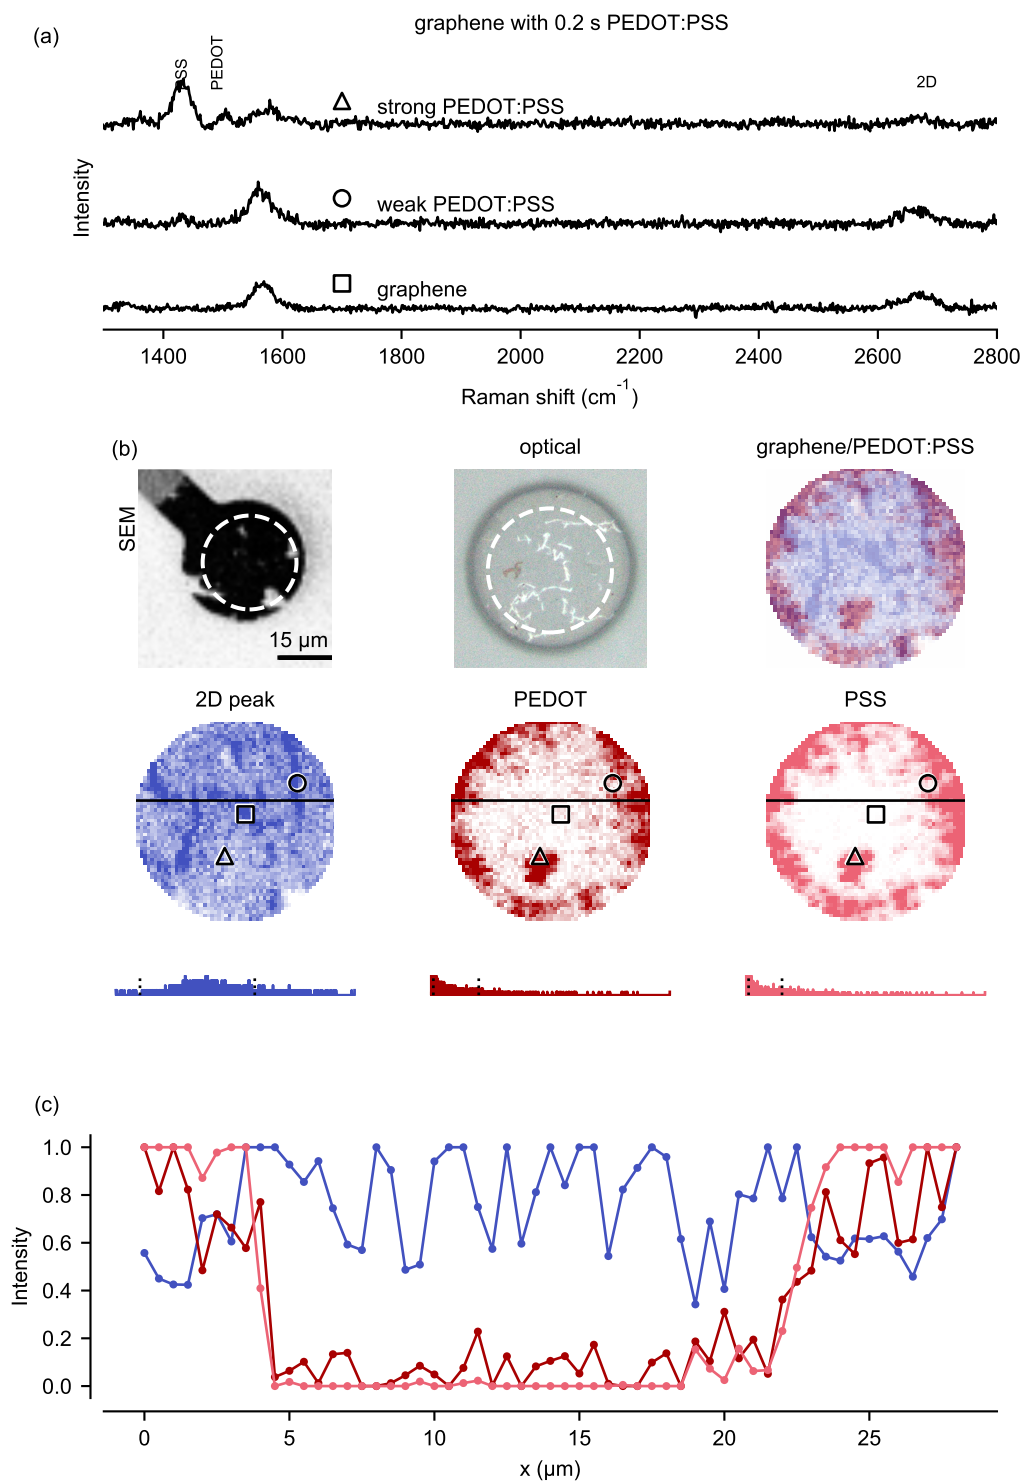 (a)
graphene with 0.2 s PEDOT:PSS
PSS
PEDOT
2D
strong PEDOT:PSS
weak PEDOT:PSS
graphene
Intensity
1400 1600 1800 2000 2200 2400 2600 2800
Raman shift (cm⁻¹)
(b)
optical
graphene/PEDOT:PSS
SEM
15 µm
2D peak
PEDOT
PSS
(c)
1.0
0.8
0.6
0.4
0.2
0.0
Intensity
0 5 10 15 20 25
x (µm)